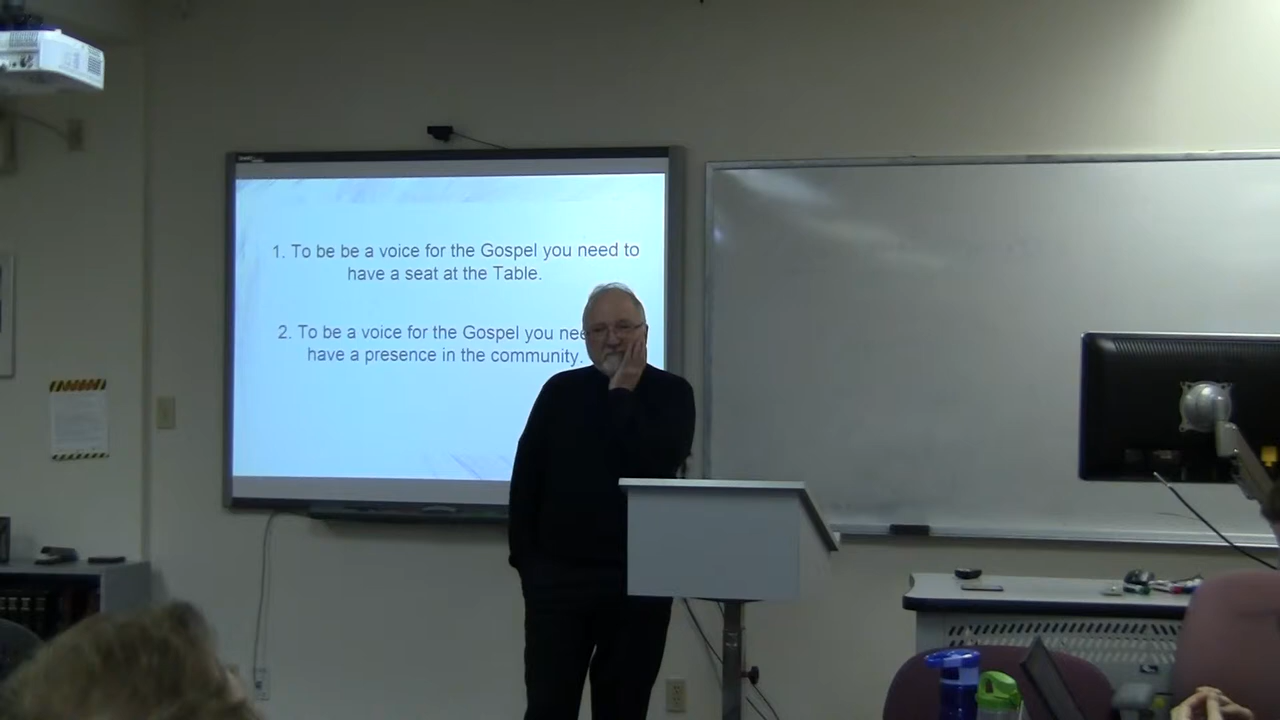 1. To be be a voice for the Gospel you need to
have a seat at the Table.
2. To be a voice for the Gospel you nee
have a presence in the community.